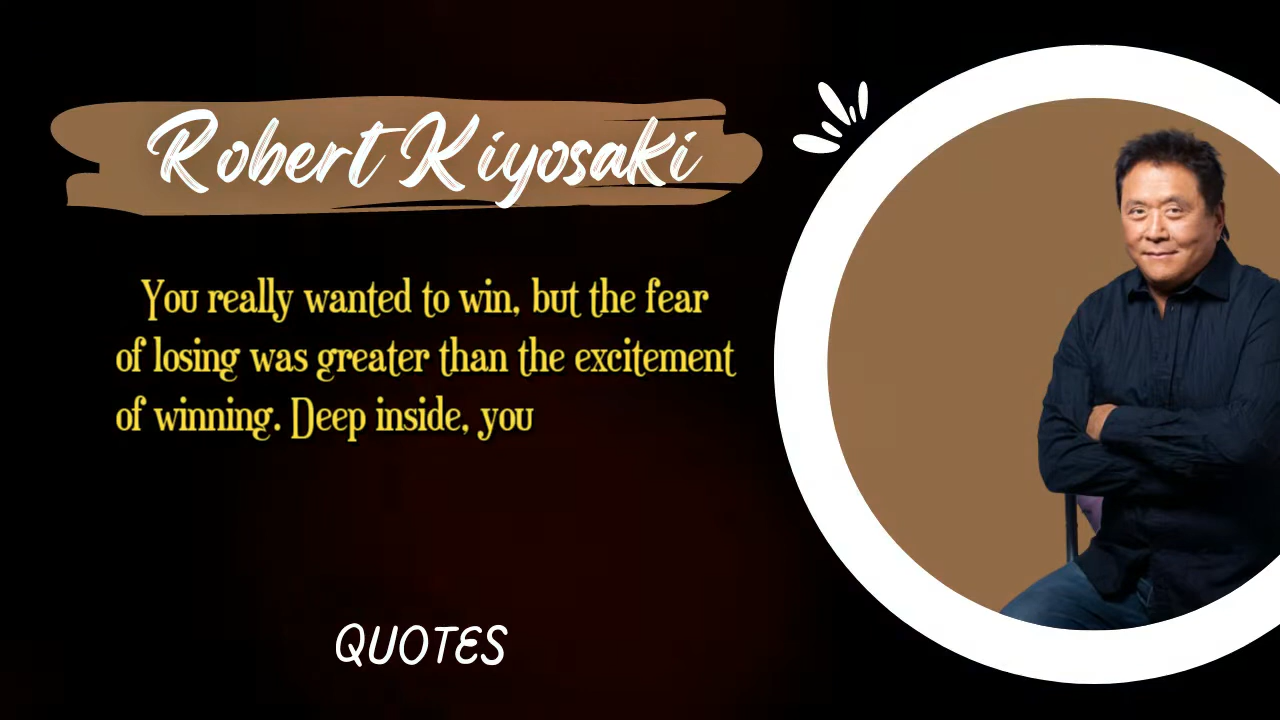 Robert Kiyosaki
You really wanted to win, but the fear
of losing was greater than the excitement
of winning. Deep inside, you
QUOTES